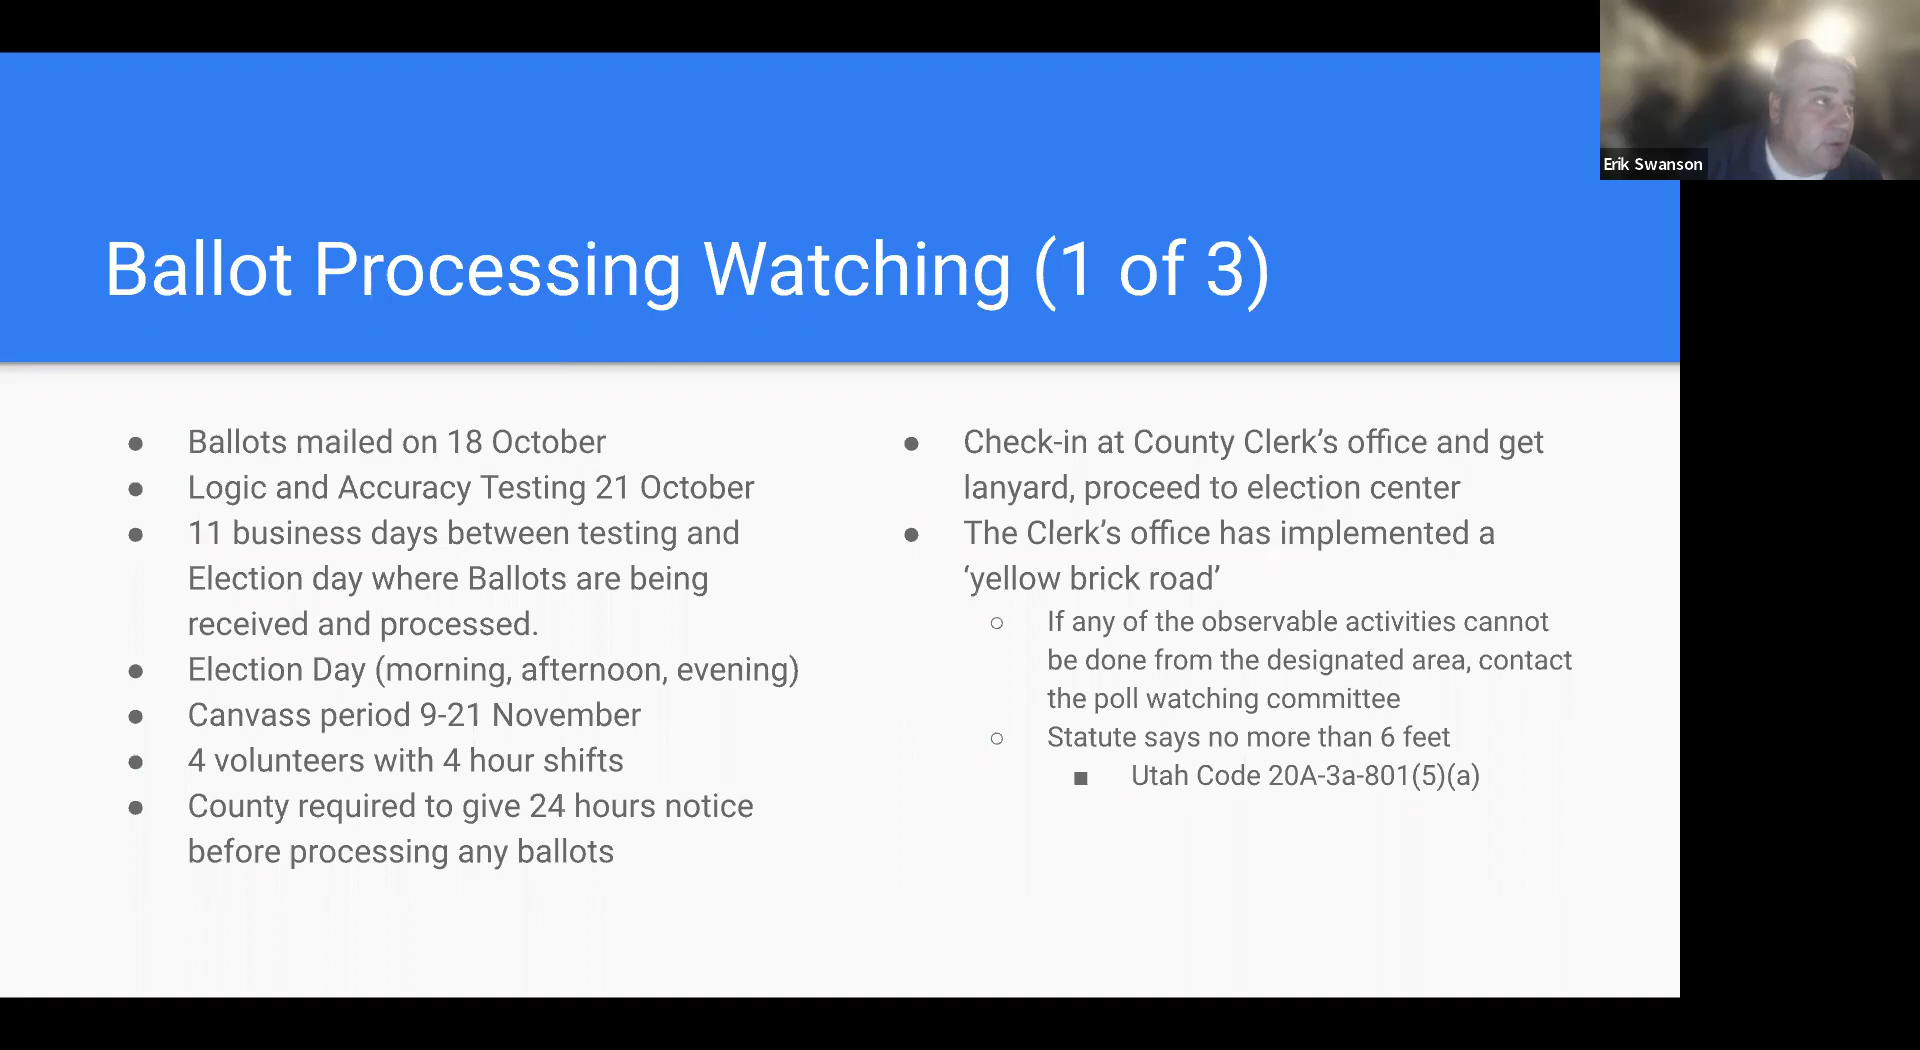 Erik Swanson
Ballot Processing Watching (1 of 3)
● Ballots mailed on 18 October
● Logic and Accuracy Testing 21 October
● 11 business days between testing and
Election day where Ballots are being
received and processed.
● Election Day (morning, afternoon, evening)
● Canvass period 9-21 November
● 4 volunteers with 4 hour shifts
● County required to give 24 hours notice
before processing any ballots
● Check-in at County Clerk’s office and get
lanyard, proceed to election center
● The Clerk’s office has implemented a
‘yellow brick road’
○ If any of the observable activities cannot
be done from the designated area, contact
the poll watching committee
○ Statute says no more than 6 feet
■ Utah Code 20A-3a-801(5)(a)